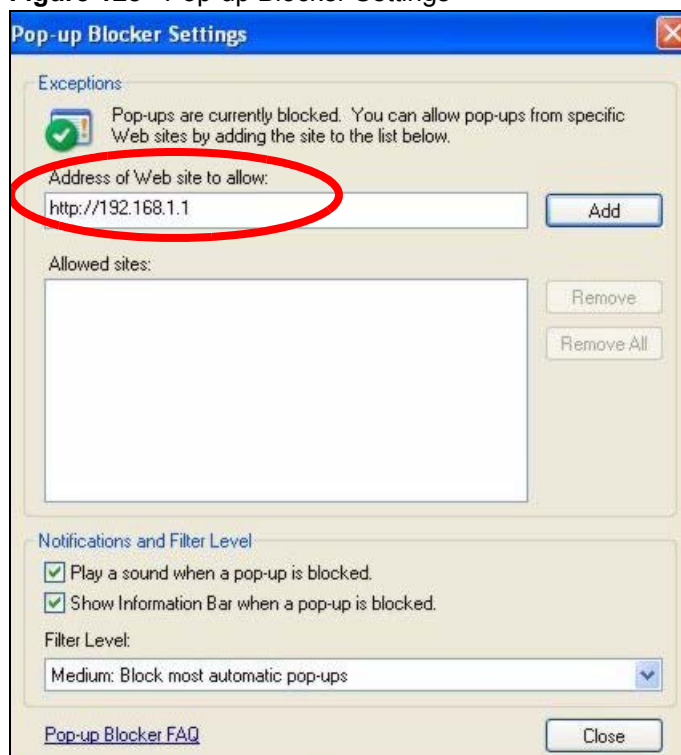 Pop-up Blocker Settings
Pop-up Blocker Settings
Exceptions
Pop-ups are currently blocked. You can allow pop-ups from specific
Web sites by adding the site to the list below.
Address of Web site to allow:
http://192.168.1.1
Add
Allowed sites:
Remove
Remove All
Notifications and Filter Level
Play a sound when a pop-up is blocked.
Show Information Bar when a pop-up is blocked.
Filter Level:
Medium: Block most automatic pop-ups
Pop-up Blocker FAQ
Close